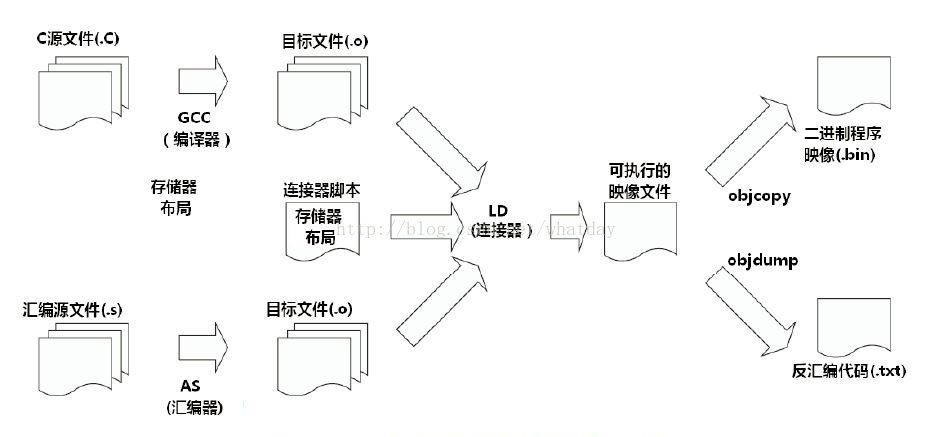 C源文件(.C)
目标文件(.o)
GCC
(编译器)
二进制程序
映像(.bin)
存储器
布局
连接器脚本
存储器
布局
LD
(连接器)
可执行的
映像文件
objcopy
objdump
汇编源文件(.s)
目标文件(.o)
AS
(汇编器)
反汇编代码(.txt)